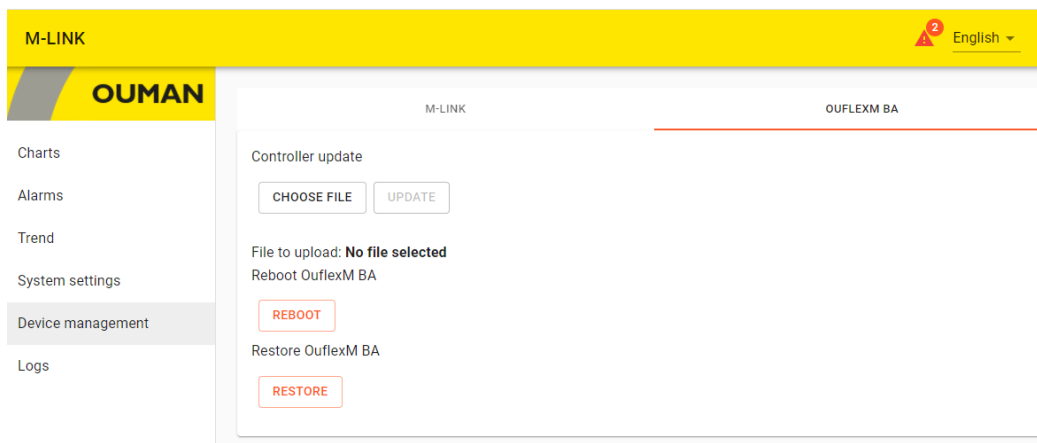 M-LINK
2
English
OUMAN
Charts
Alarms
Trend
System settings
Device management
Logs
M-LINK
OUFLEXM BA
Controller update
CHOOSE FILE
UPDATE
File to upload: No file selected
Reboot OuflexM BA
REBOOT
Restore OuflexM BA
RESTORE